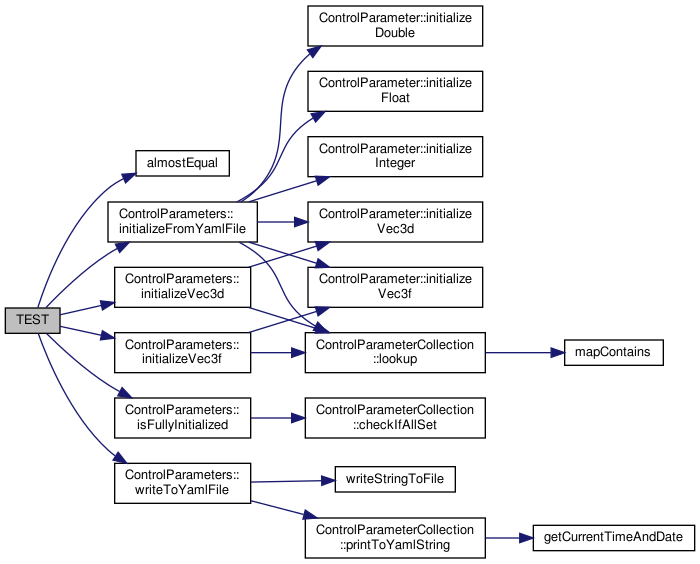 TEST
almostEqual
ControlParameters::
initializeFromYamlFile
ControlParameters::
initializeVec3d
ControlParameters::
initializeVec3f
ControlParameters::
isFullyInitialized
ControlParameters::
writeToYamlFile
ControlParameter::initialize
Double
ControlParameter::initialize
Float
ControlParameter::initialize
Integer
ControlParameter::initialize
Vec3d
ControlParameter::initialize
Vec3f
ControlParameterCollection
::lookup
ControlParameterCollection
::checkIfAllSet
writeStringToFile
ControlParameterCollection
::printToYamlString
mapContains
getCurrentTimeAndDate